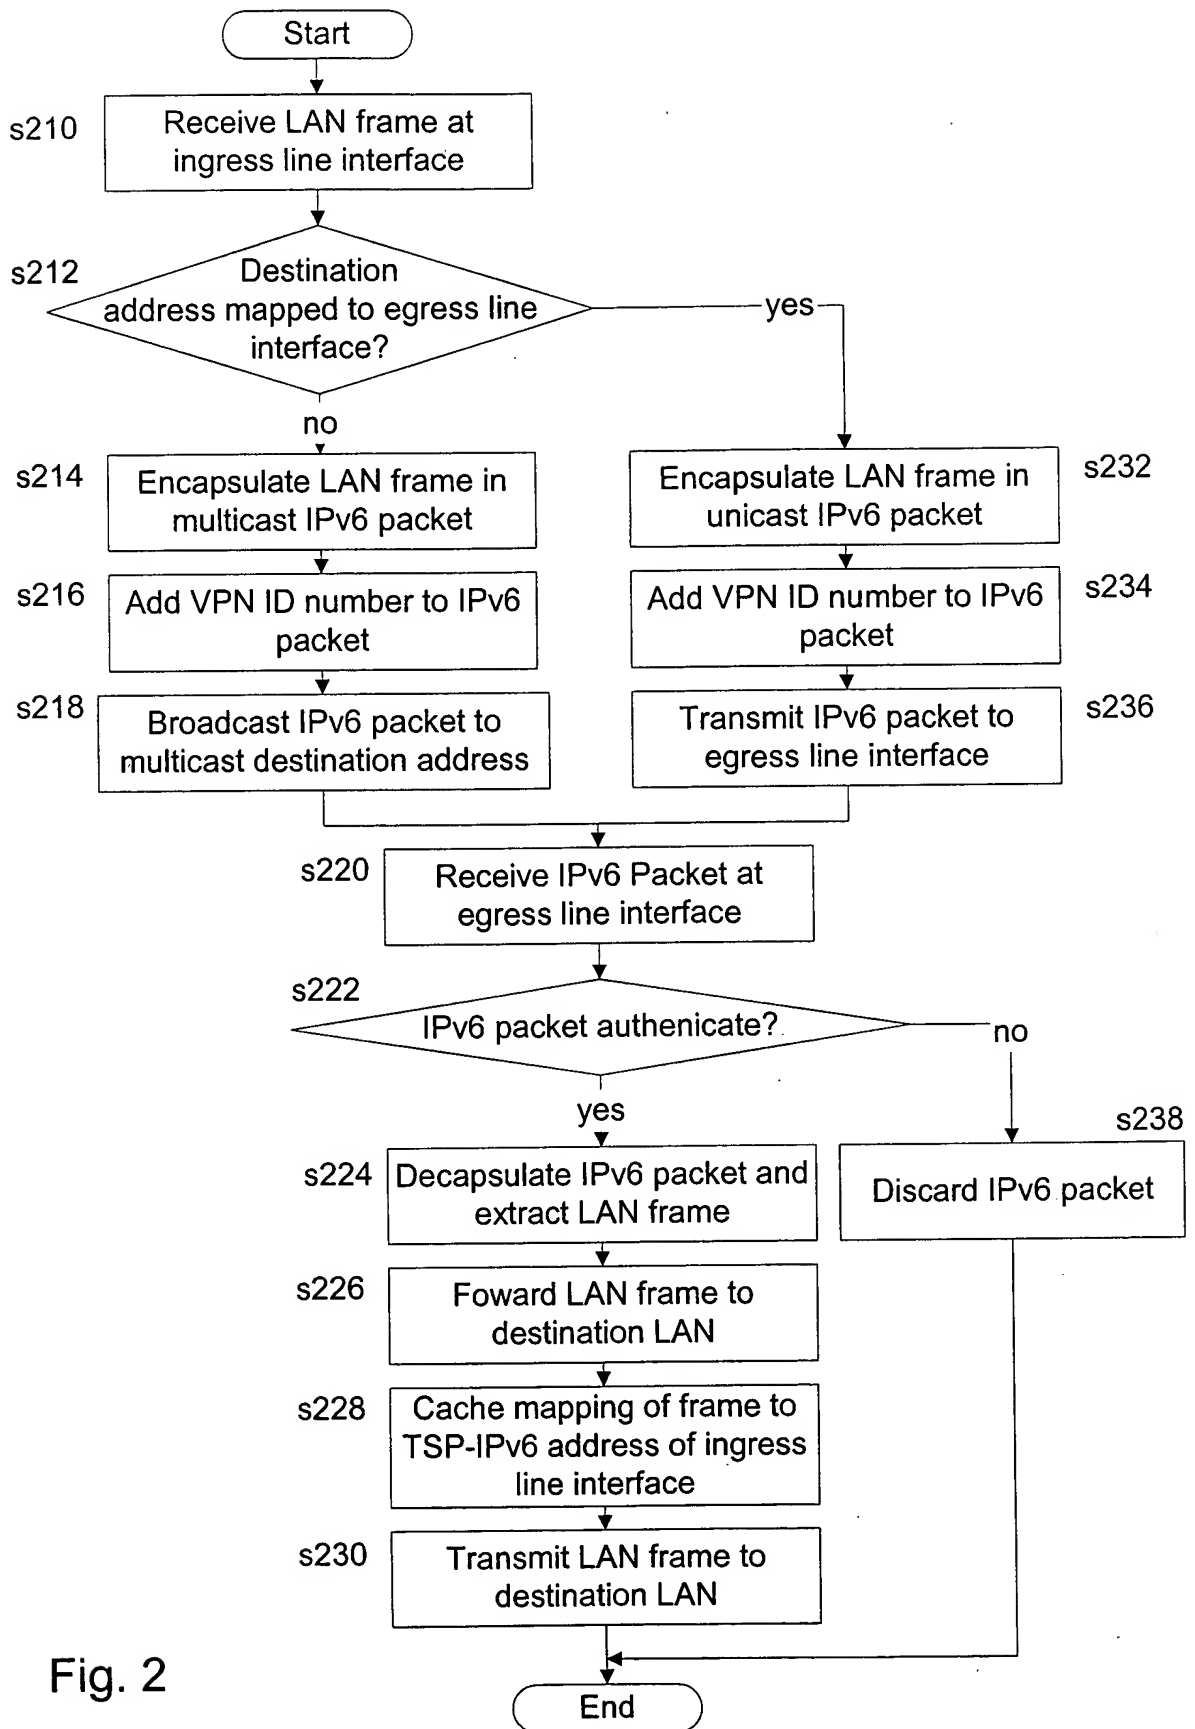 Start
s210
Receive LAN frame at
ingress line interface
s212
Destination
address mapped to egress line
interface?
yes
no
s214
Encapsulate LAN frame in
multicast IPv6 packet
Encapsulate LAN frame in
unicast IPv6 packet
s232
s216
Add VPN ID number to IPv6
packet
Add VPN ID number to IPv6
packet
s234
s218
Broadcast IPv6 packet to
multicast destination address
Transmit IPv6 packet to
egress line interface
s236
s220
Receive IPv6 Packet at
egress line interface
s222
IPv6 packet authenicate?
no
yes
s238
s224
Decapsulate IPv6 packet and
extract LAN frame
Discard IPv6 packet
s226
Foward LAN frame to
destination LAN
s228
Cache mapping of frame to
TSP-IPv6 address of ingress
line interface
s230
Transmit LAN frame to
destination LAN
Fig. 2
End